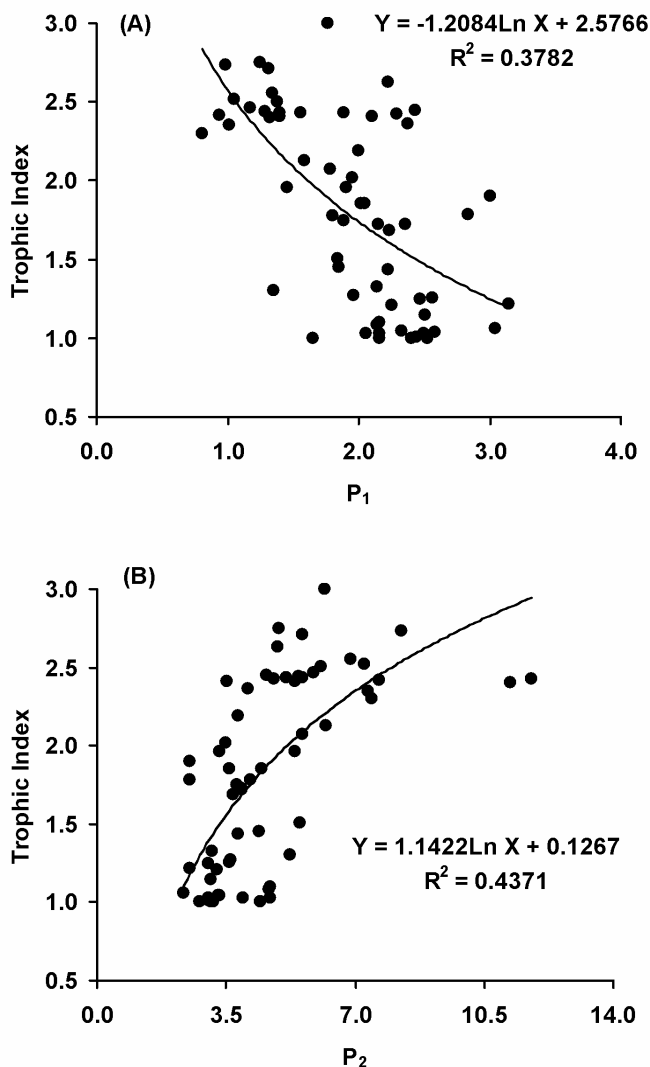 (A)
Y = -1.2084Ln X + 2.5766
R² = 0.3782
3.0
2.5
2.0
1.5
1.0
0.5
Trophic Index
0.0 1.0 2.0 3.0 4.0
P₁
(B)
3.0
2.5
2.0
1.5
1.0
0.5
Trophic Index
Y = 1.1422Ln X + 0.1267
R² = 0.4371
0.0 3.5 7.0 10.5 14.0
P₂